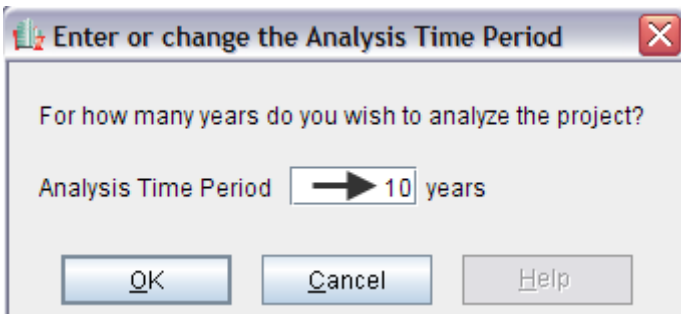 Enter or change the Analysis Time Period
For how many years do you wish to analyze the project?
Analysis Time Period 10 years
OK Cancel Help